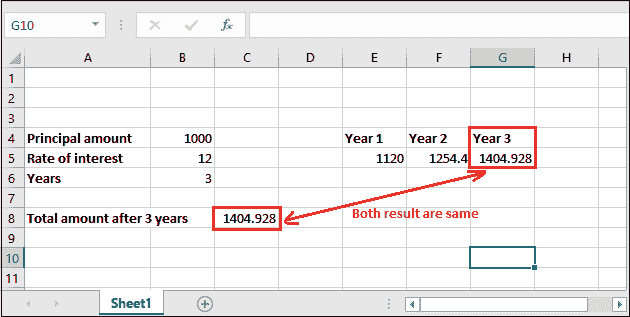 G10 fx
A B C D E F G H
1
2
3
4 Principal amount 1000 Year 1 Year 2 Year 3
5 Rate of interest 12 1120 1254.4 1404.928
6 Years 3
7
8 Total amount after 3 years 1404.928 Both result are same
9
10
11
Sheet1